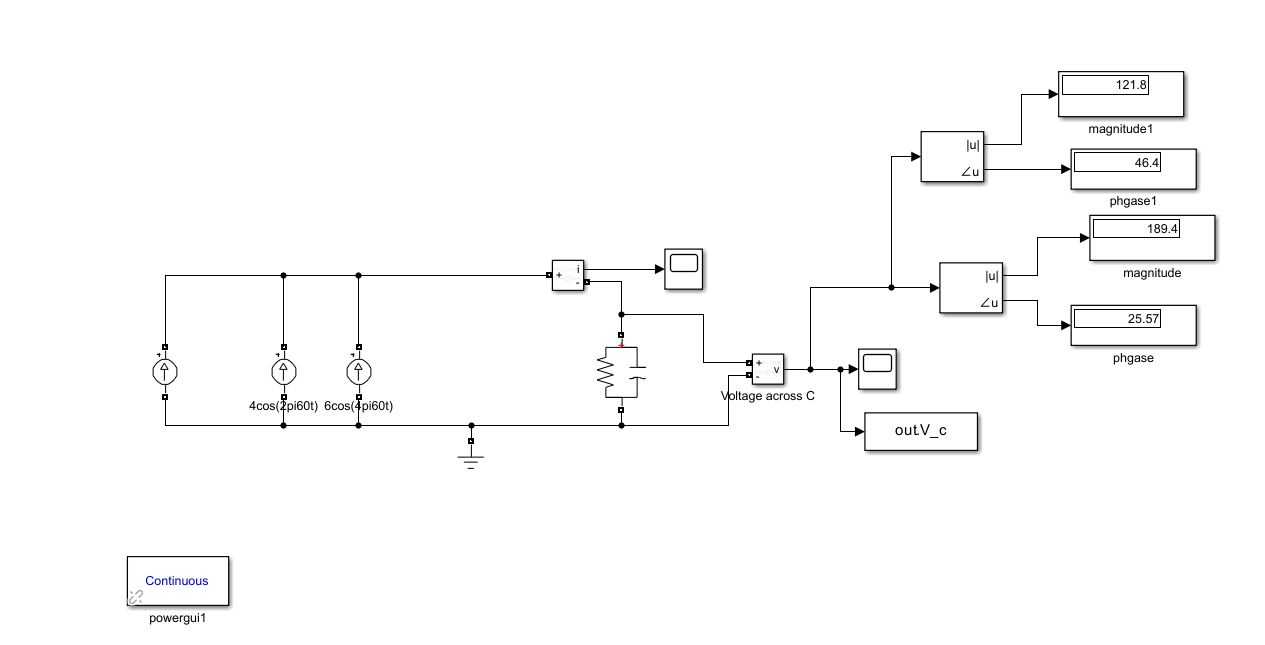 121.8
magnitude1
|u|
∠u
46.4
phgase1
189.4
magnitude
|u|
∠u
25.57
phgase
i
+
-
+
-
v
Voltage across C
4cos(2pi60t) 6cos(4pi60t)
+
+
+
+
out.V_c
Continuous
powergui1